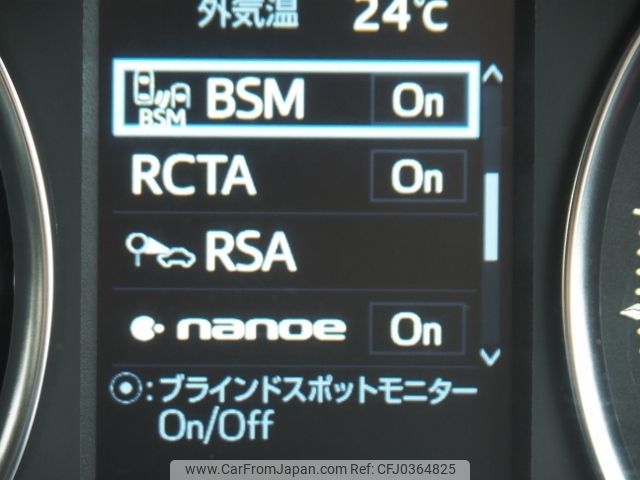 外気温 24℃
BSM BSM On
RCTA On
RSA
nanoe On
:ブラインドスポットモニター
On/Off
www.CarFromJapan.com REF:CFJ0364825